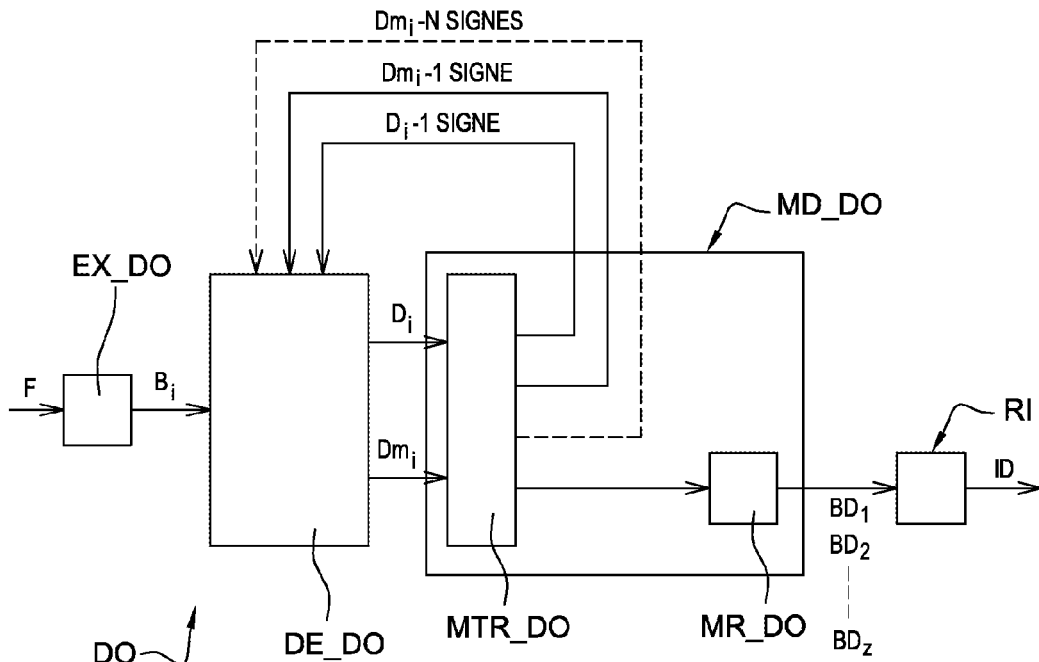 Dmi-N SIGNES
Dmi-1 SIGNE
Di-1 SIGNE
MD_DO
EX_DO
Di
F
Bi
RI
Dmi
ID
BD1
BD2
BDz
DO
DE_DO
MTR_DO
MR_DO